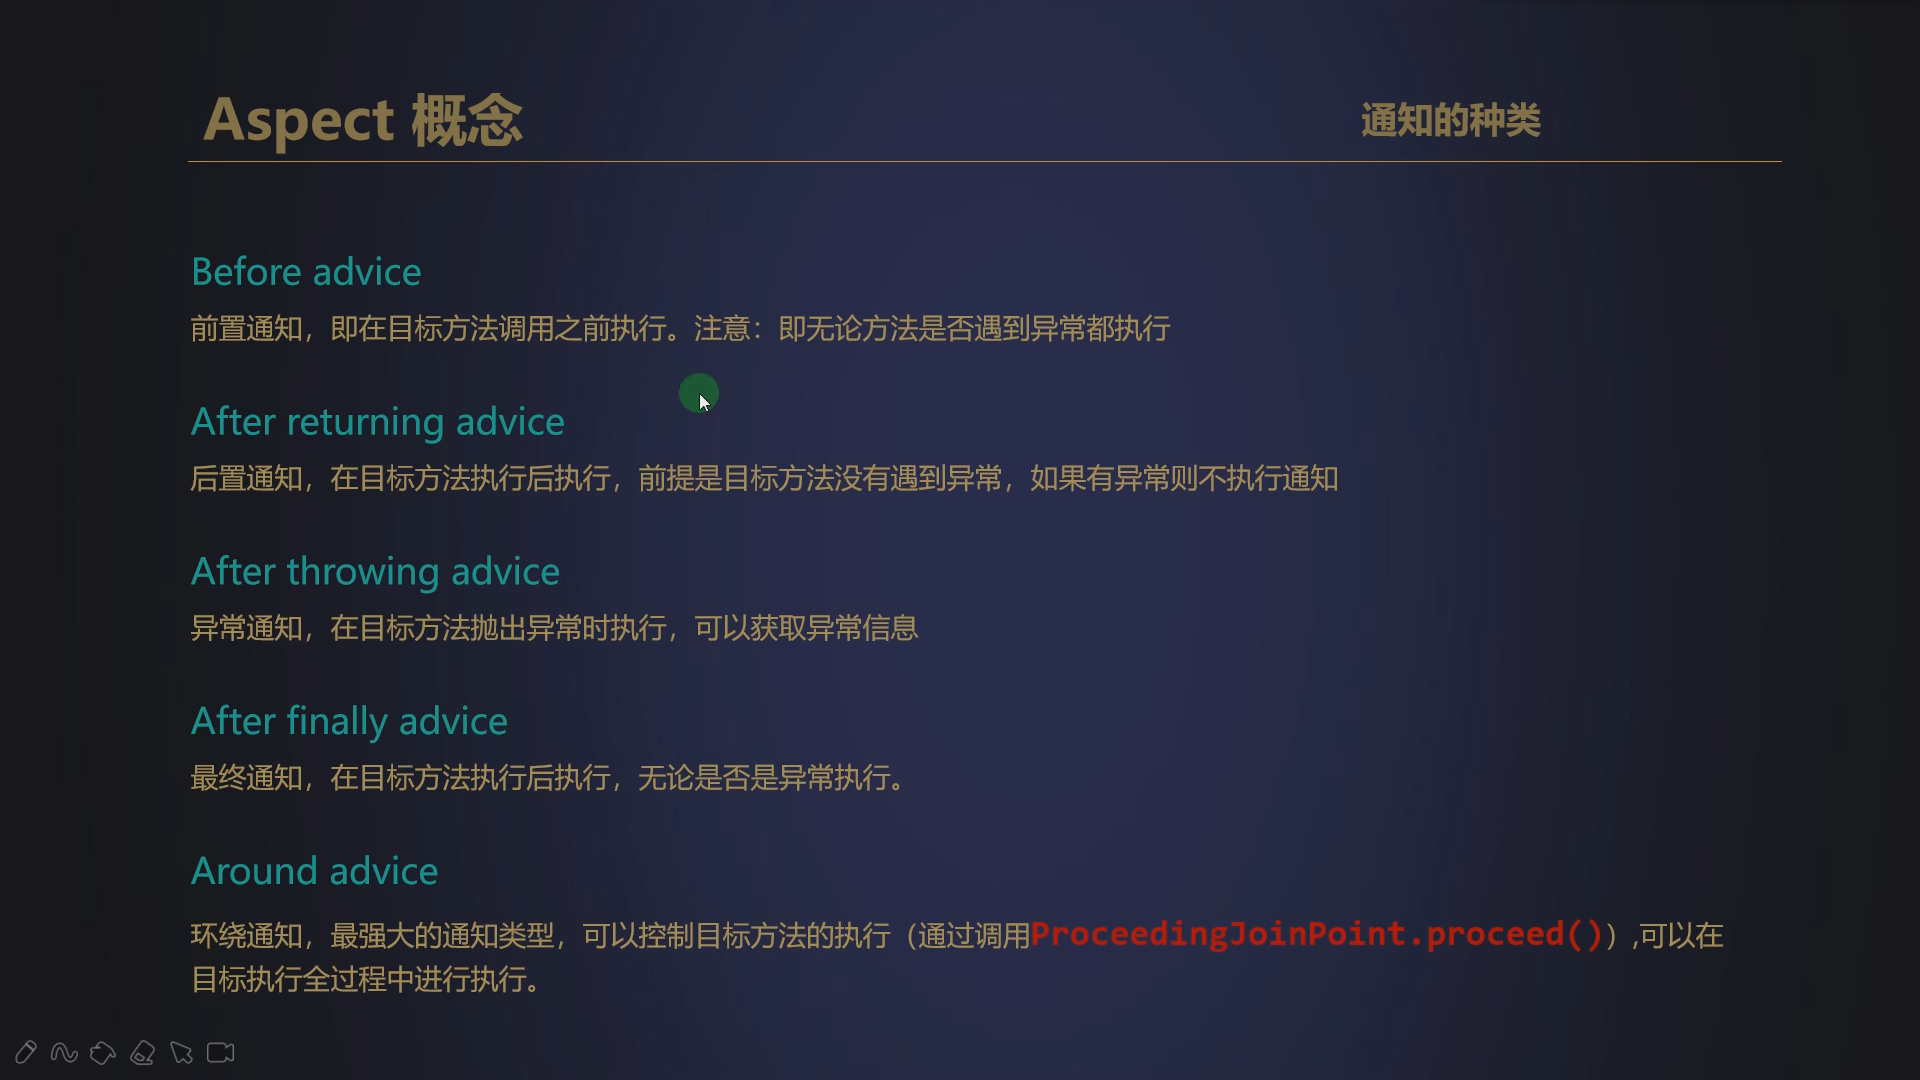 Aspect 概念
通知的种类
Before advice
前置通知，即在目标方法调用之前执行。注意：即无论方法是否遇到异常都执行
After returning advice
后置通知，在目标方法执行后执行，前提是目标方法没有遇到异常，如果有异常则不执行通知
After throwing advice
异常通知，在目标方法抛出异常时执行，可以获取异常信息
After finally advice
最终通知，在目标方法执行后执行，无论是否是异常执行。
Around advice
环绕通知，最强大的通知类型，可以控制目标方法的执行（通过调用ProceedingJoinPoint.proceed()）,可以在
目标执行全过程中进行执行。